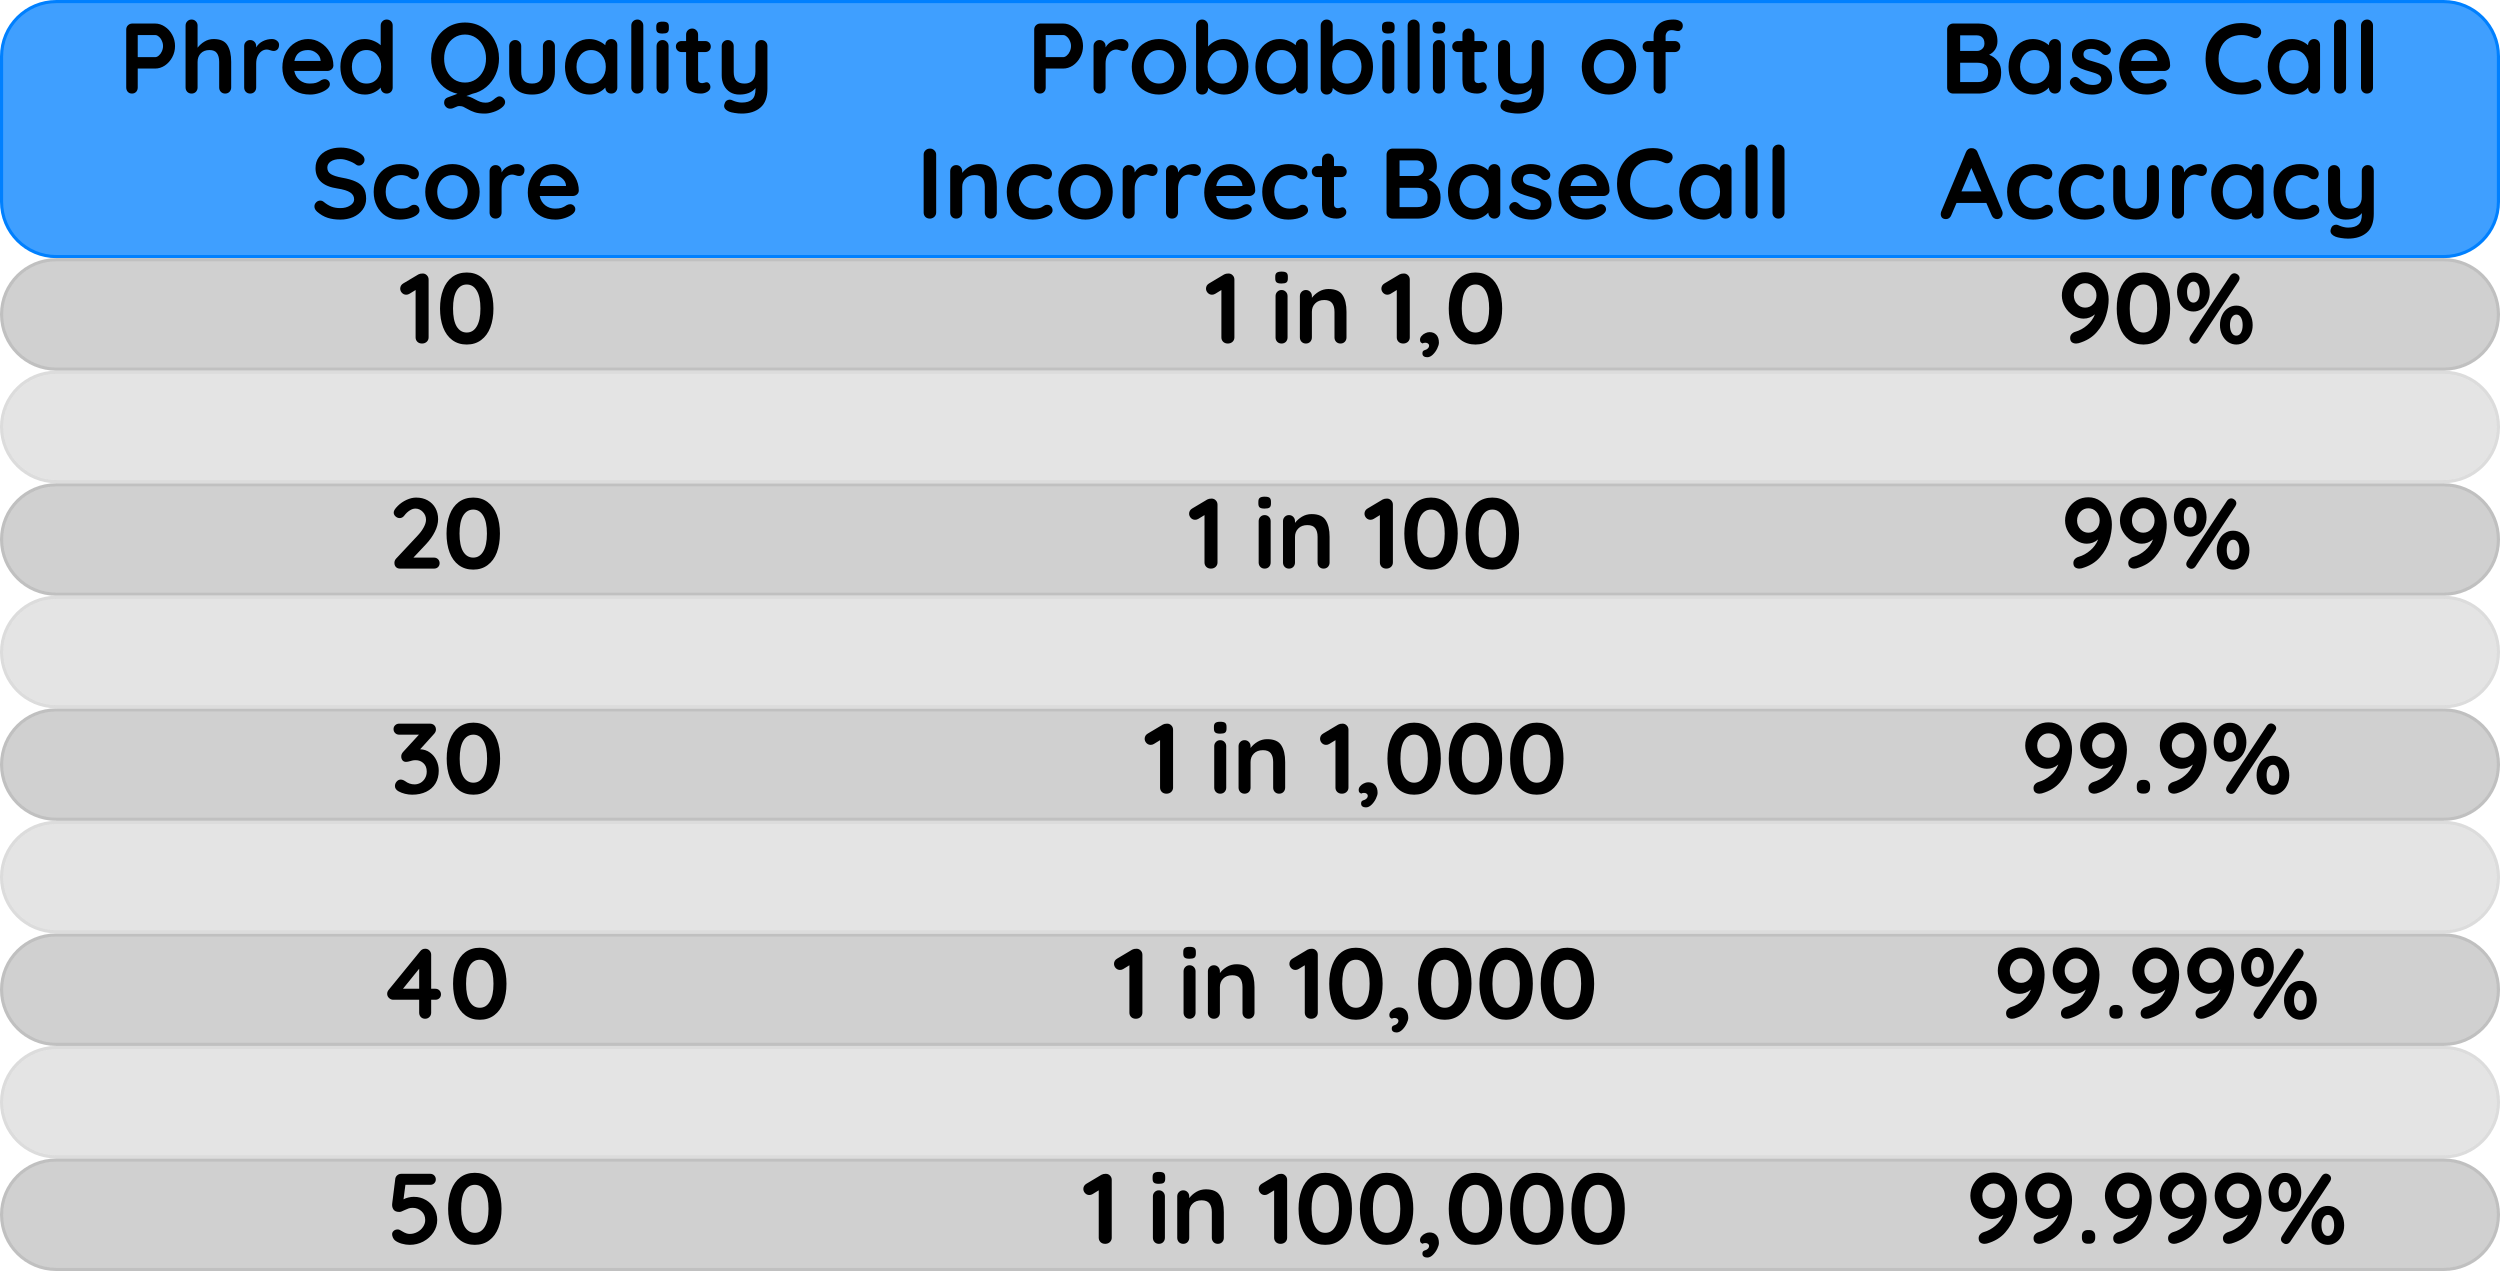 Phred Quality Score
Probability of Incorrect BaseCall
Base Call Accuracy
10 1 in 1,0 90%
20 1 in 100 99%
30 1 in 1,000 99.9%
40 1 in 10,000 99.99%
50 1 in 100,000 99.999%